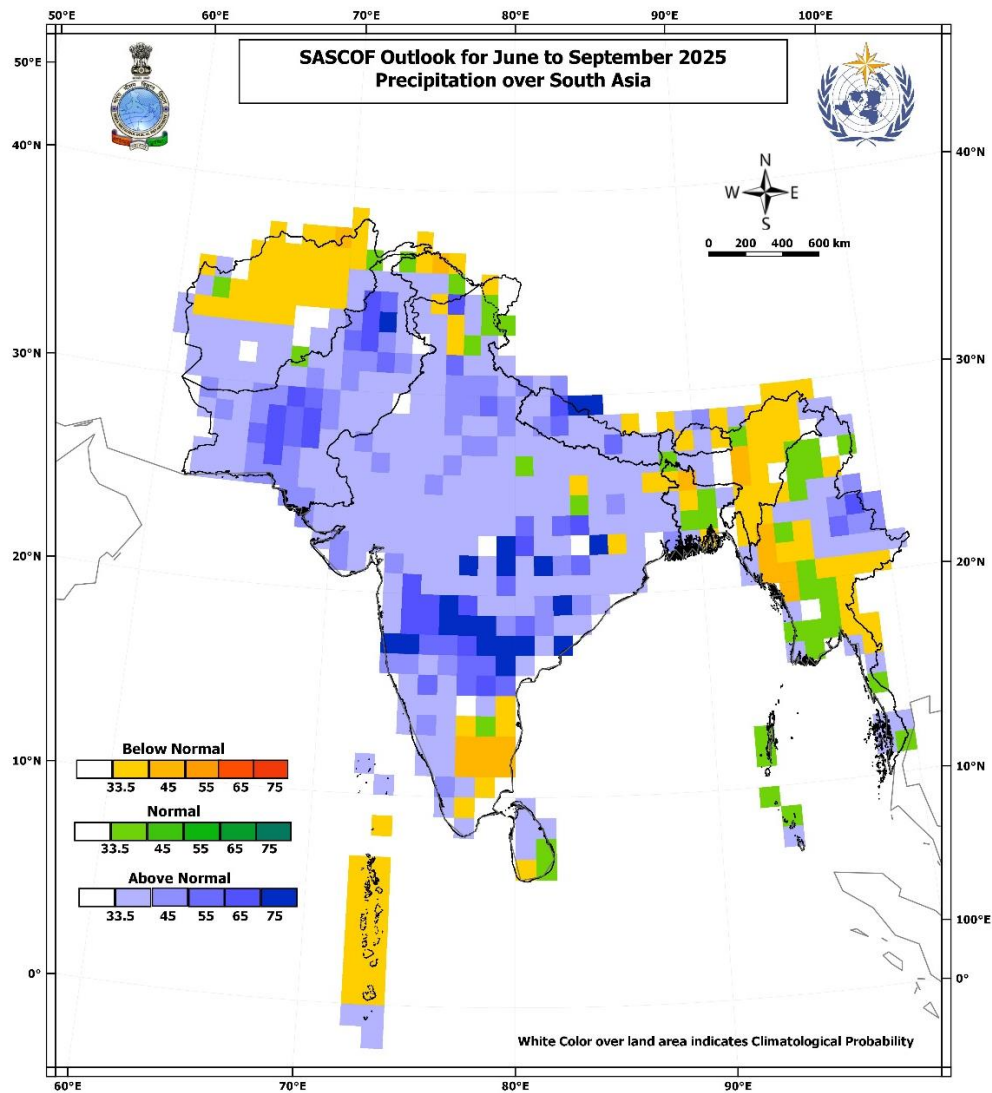 50°E 60°E 70°E 80°E 90°E 100°E
SASCOF Outlook for June to September 2025
Precipitation over South Asia
50°N
40°N
40°N
N
W E
S
0 200 400 600 km
30°N
30°N
20°N
20°N
10°N
10°N
Below Normal
33.5 45 55 65 75
Normal
33.5 45 55 65 75
Above Normal
33.5 45 55 65 75
100°E
0°
0°
White Color over land area indicates Climatological Probability
60°E 70°E 80°E 90°E